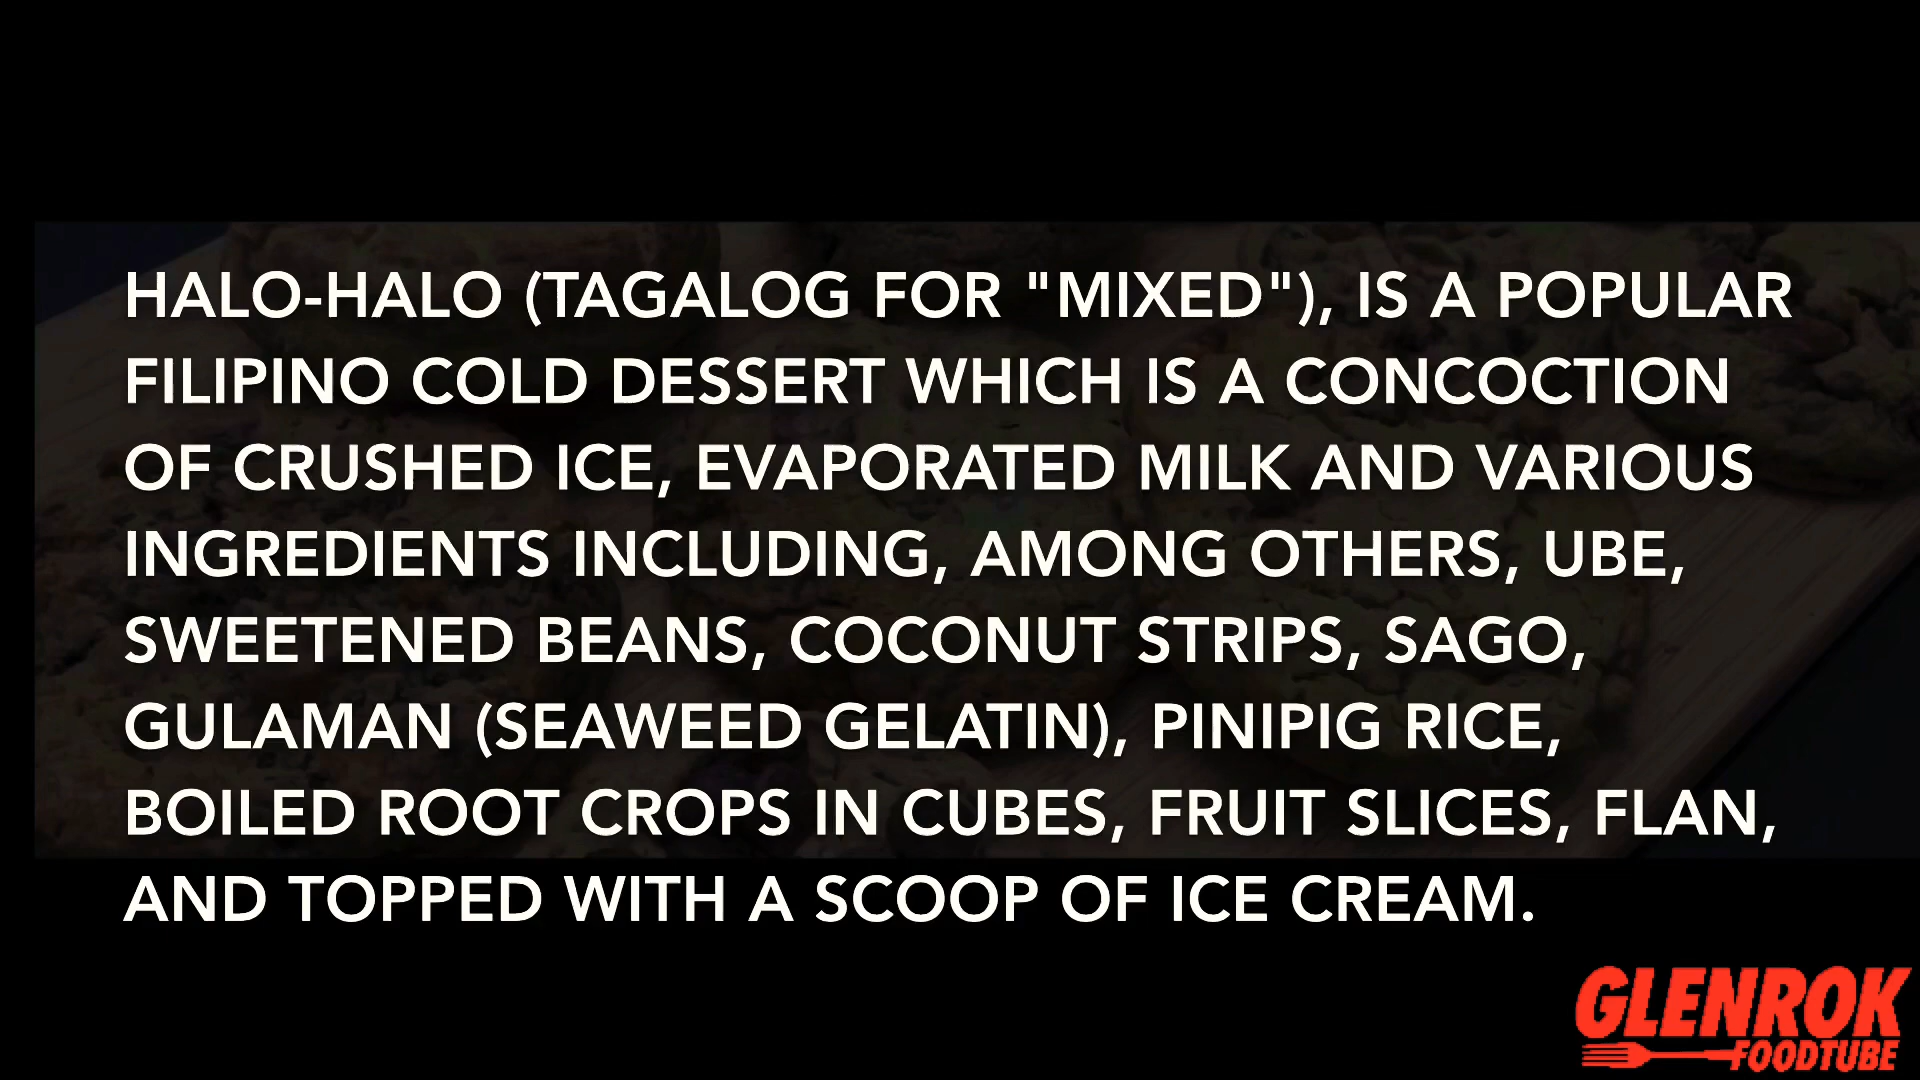 HALO-HALO (TAGALOG FOR "MIXED"), IS A POPULAR
FILIPINO COLD DESSERT WHICH IS A CONCOCTION
OF CRUSHED ICE, EVAPORATED MILK AND VARIOUS
INGREDIENTS INCLUDING, AMONG OTHERS, UBE,
SWEETENED BEANS, COCONUT STRIPS, SAGO,
GULAMAN (SEAWEED GELATIN), PINIPIG RICE,
BOILED ROOT CROPS IN CUBES, FRUIT SLICES, FLAN,
AND TOPPED WITH A SCOOP OF ICE CREAM.
GLENROK
FOODTUBE